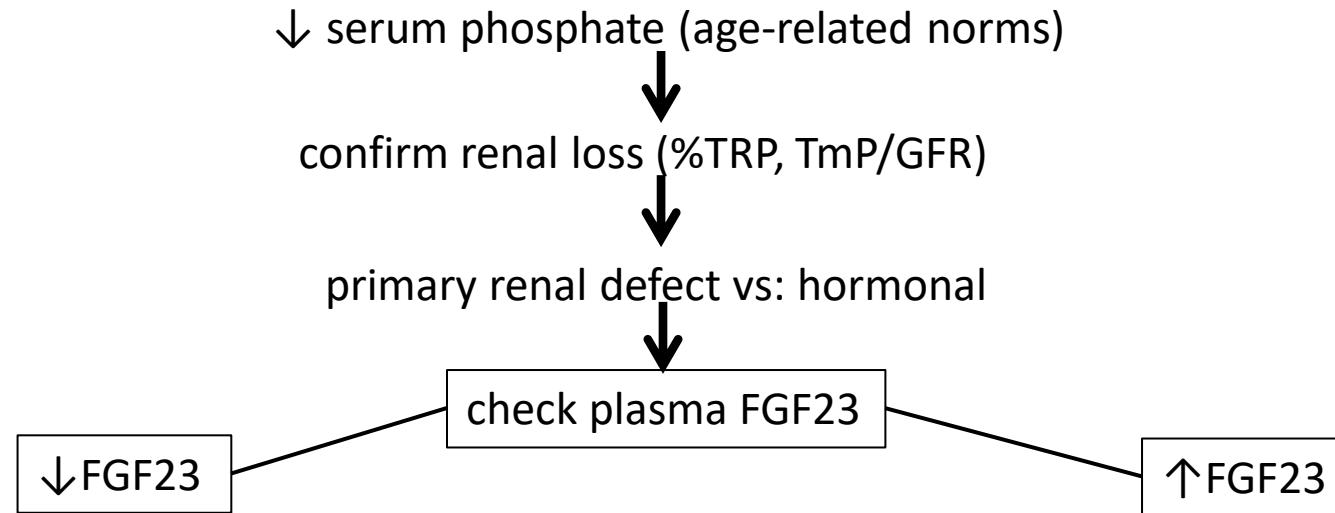 ↓ serum phosphate (age-related norms)
confirm renal loss (%TRP, TmP/GFR)
primary renal defect vs: hormonal
check plasma FGF23
↓FGF23
↑FGF23